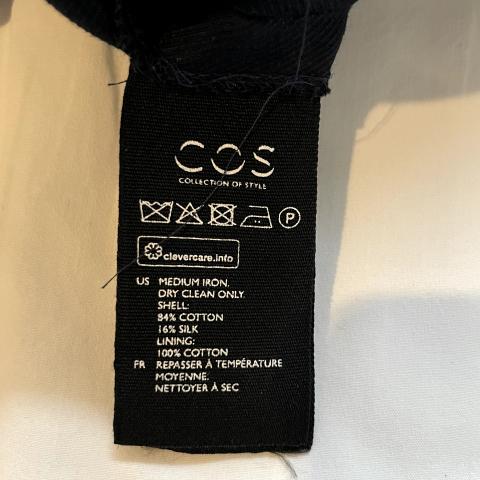 COS
COLLECTION OF STYLE
P
clevercare.info
US MEDIUM IRON.
DRY CLEAN ONLY.
SHELL:
84% COTTON
16% SILK
LINING:
100% COTTON
FR REPASSER À TEMPÉRATURE
MOYENNE.
NETTOYER À SEC